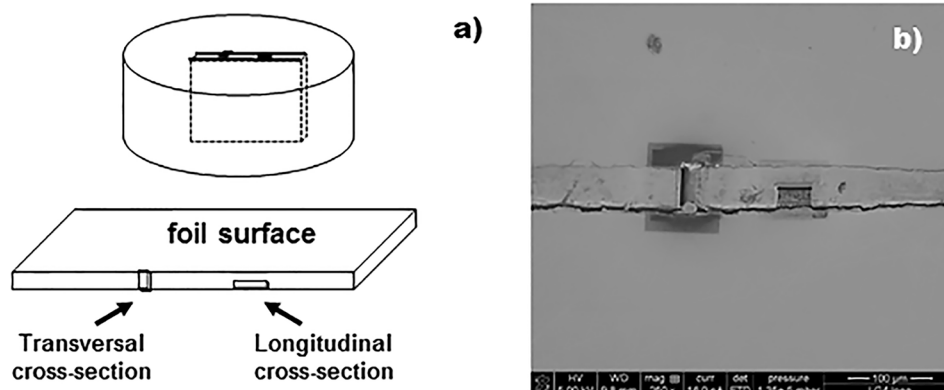 a)
foil surface
Transversal
cross-section
Longitudinal
cross-section
b)
HV WD mag curr det pressure
100 µm